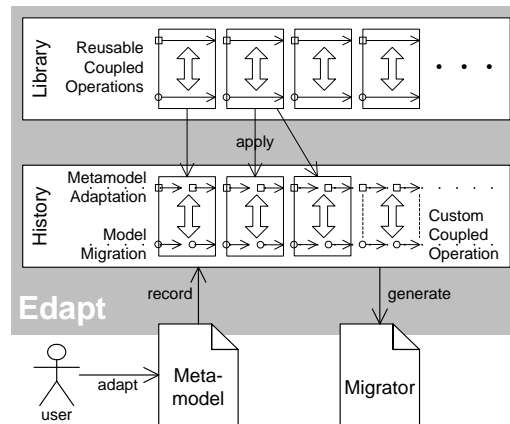 Library
Reusable
Coupled
Operations
. . .
apply
History
Metamodel
Adaptation
Model
Migration
Custom
Coupled
Operation
record
generate
Edapt
user
adapt
Meta-
model
Migrator